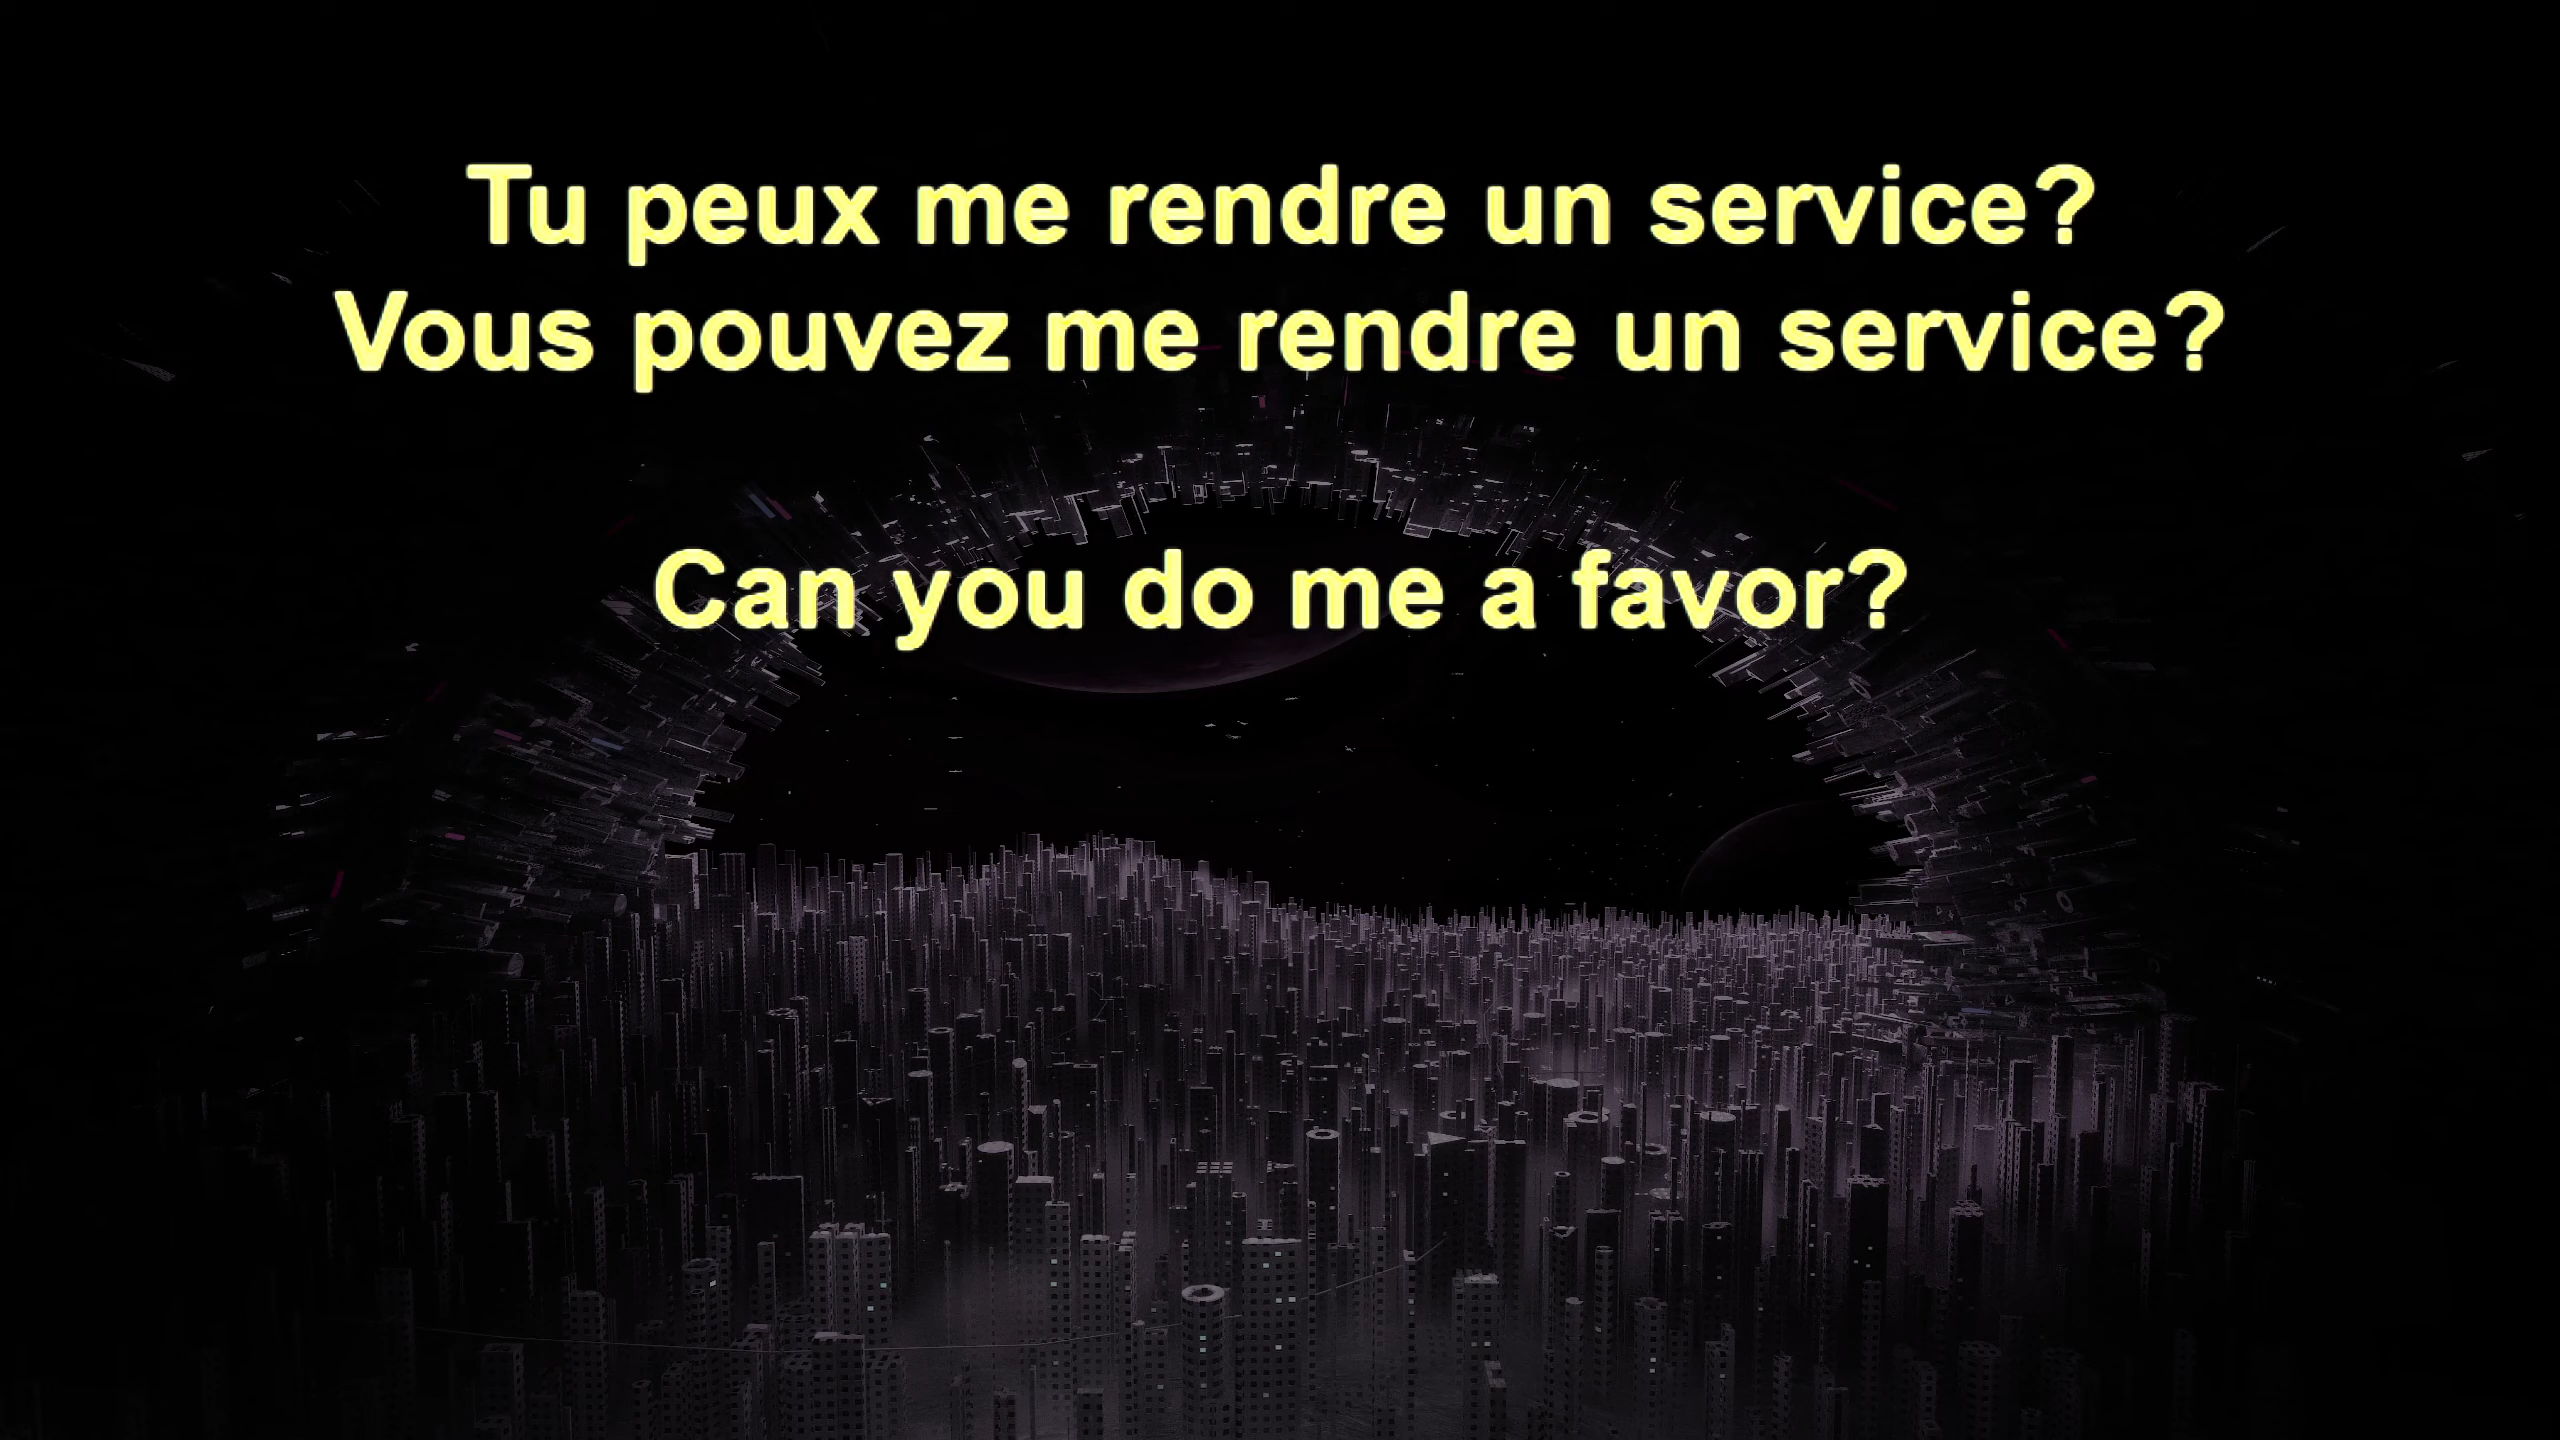 Tu peux me rendre un service?
Vous pouvez me rendre un service?
Can you do me a favor?